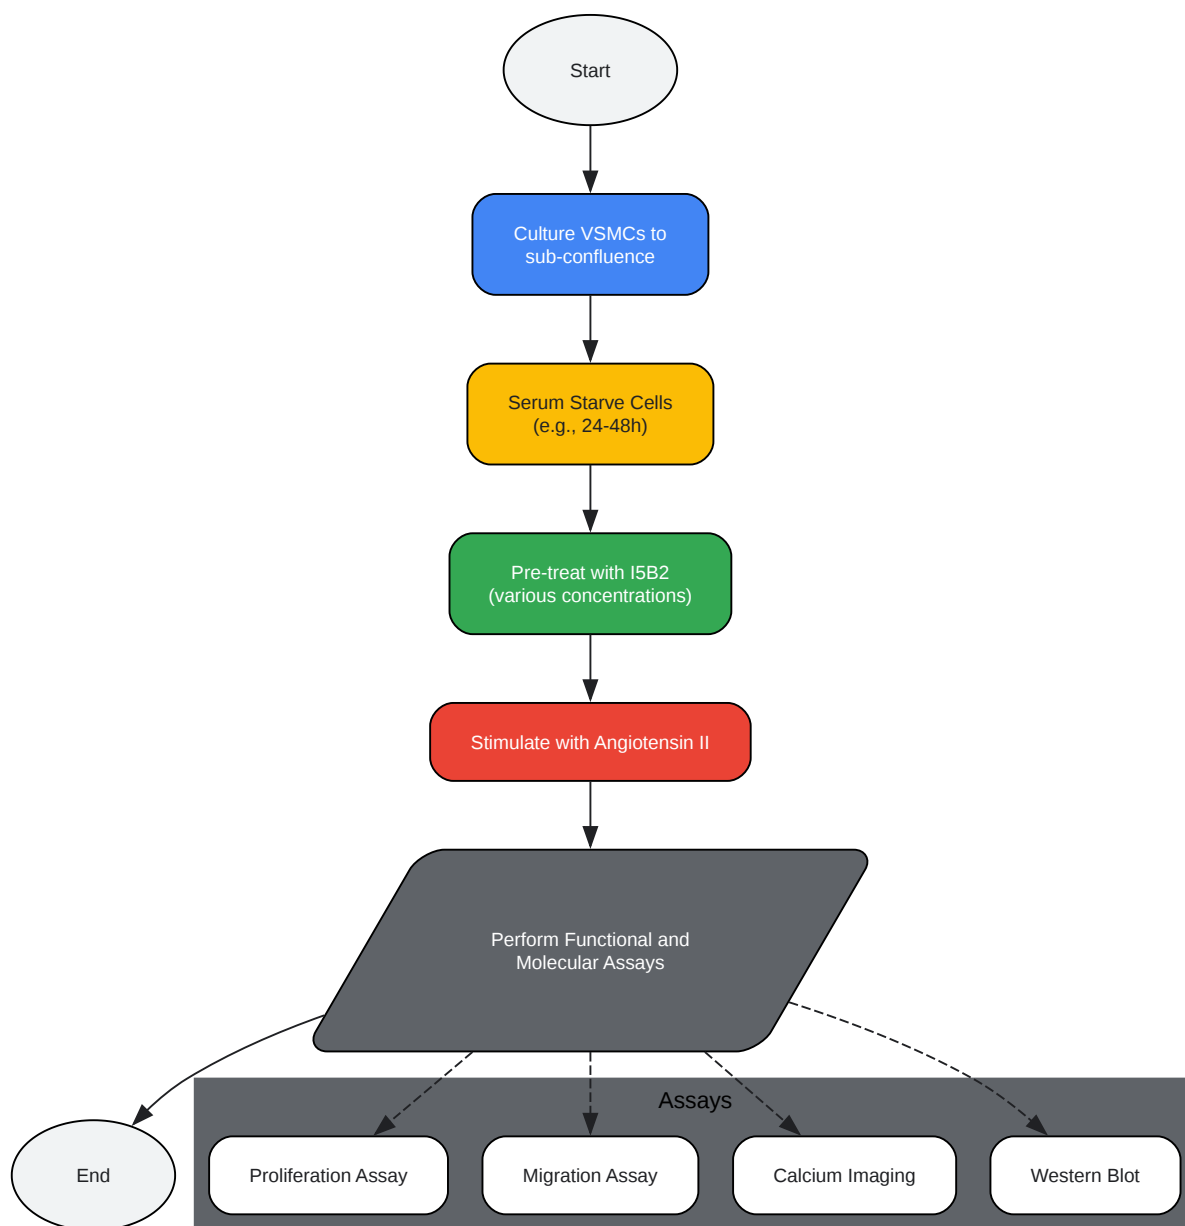 Start
Culture VSMCs to
sub-confluence
Serum Starve Cells
(e.g., 24-48h)
Pre-treat with I5B2
(various concentrations)
Stimulate with Angiotensin II
Perform Functional and
Molecular Assays
Assays
End
Proliferation Assay
Migration Assay
Calcium Imaging
Western Blot